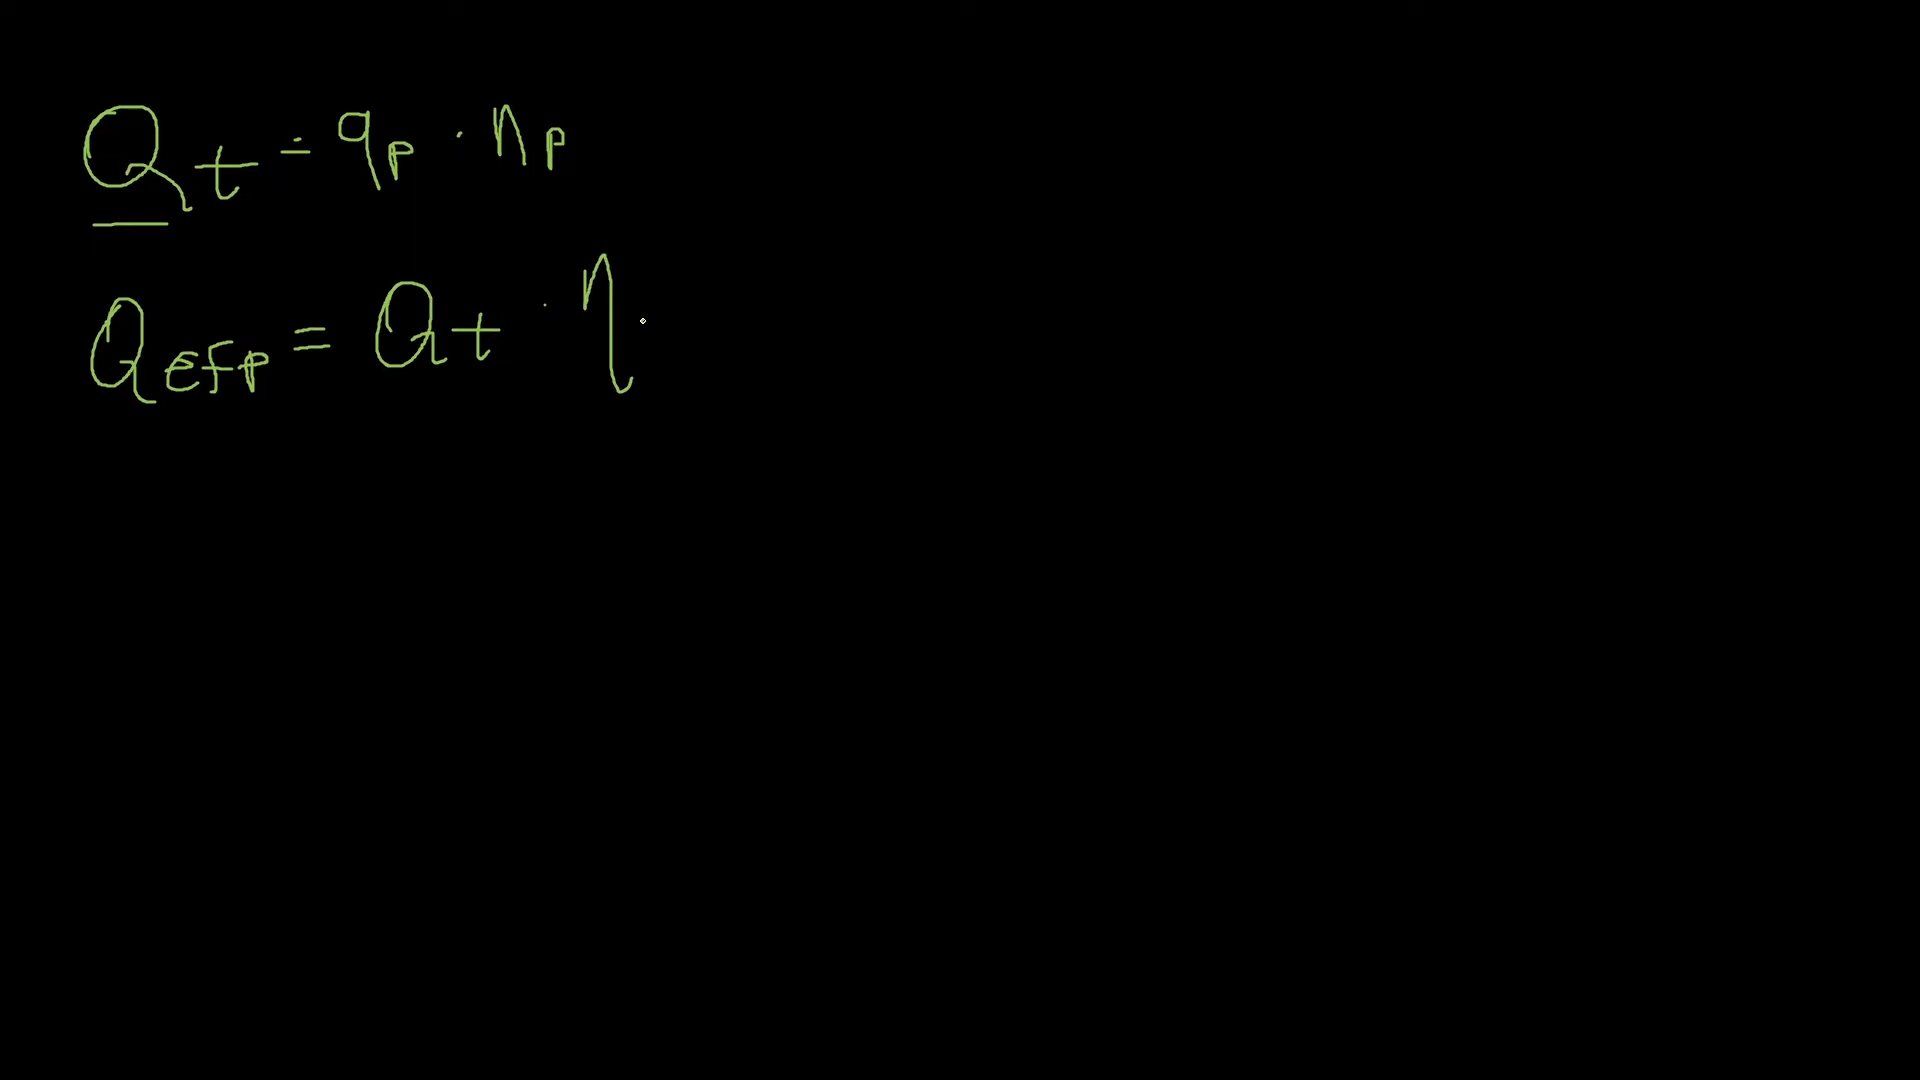 Qt = qp · np
QEfp = Qt · η